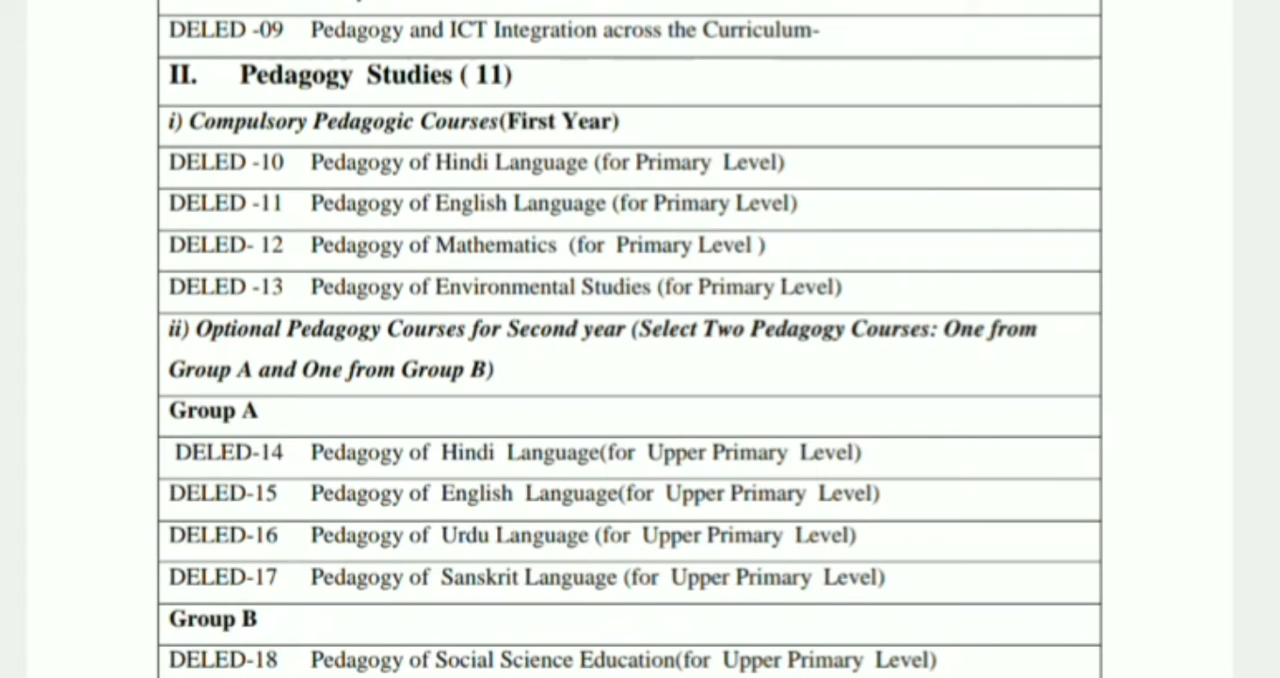 DELED -09 Pedagogy and ICT Integration across the Curriculum-
II. Pedagogy Studies ( 11)
i) Compulsory Pedagogic Courses(First Year)
DELED -10 Pedagogy of Hindi Language (for Primary Level)
DELED -11 Pedagogy of English Language (for Primary Level)
DELED- 12 Pedagogy of Mathematics (for Primary Level )
DELED -13 Pedagogy of Environmental Studies (for Primary Level)
ii) Optional Pedagogy Courses for Second year (Select Two Pedagogy Courses: One from
Group A and One from Group B)
Group A
DELED-14 Pedagogy of Hindi Language(for Upper Primary Level)
DELED-15 Pedagogy of English Language(for Upper Primary Level)
DELED-16 Pedagogy of Urdu Language (for Upper Primary Level)
DELED-17 Pedagogy of Sanskrit Language (for Upper Primary Level)
Group B
DELED-18 Pedagogy of Social Science Education(for Upper Primary Level)